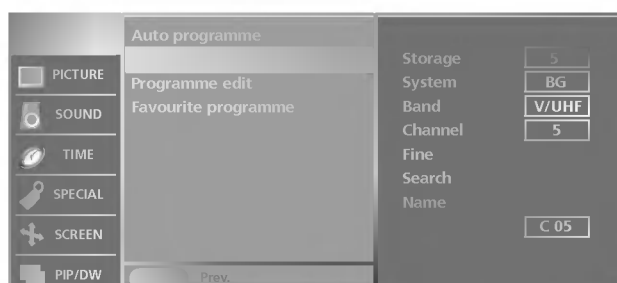 Auto programme
Programme edit
Favourite programme
PICTURE
SOUND
TIME
SPECIAL
SCREEN
PIP/DW
Prev.
Storage 5
System BG
Band V/UHF
Channel 5
Fine
Search
Name
C 05